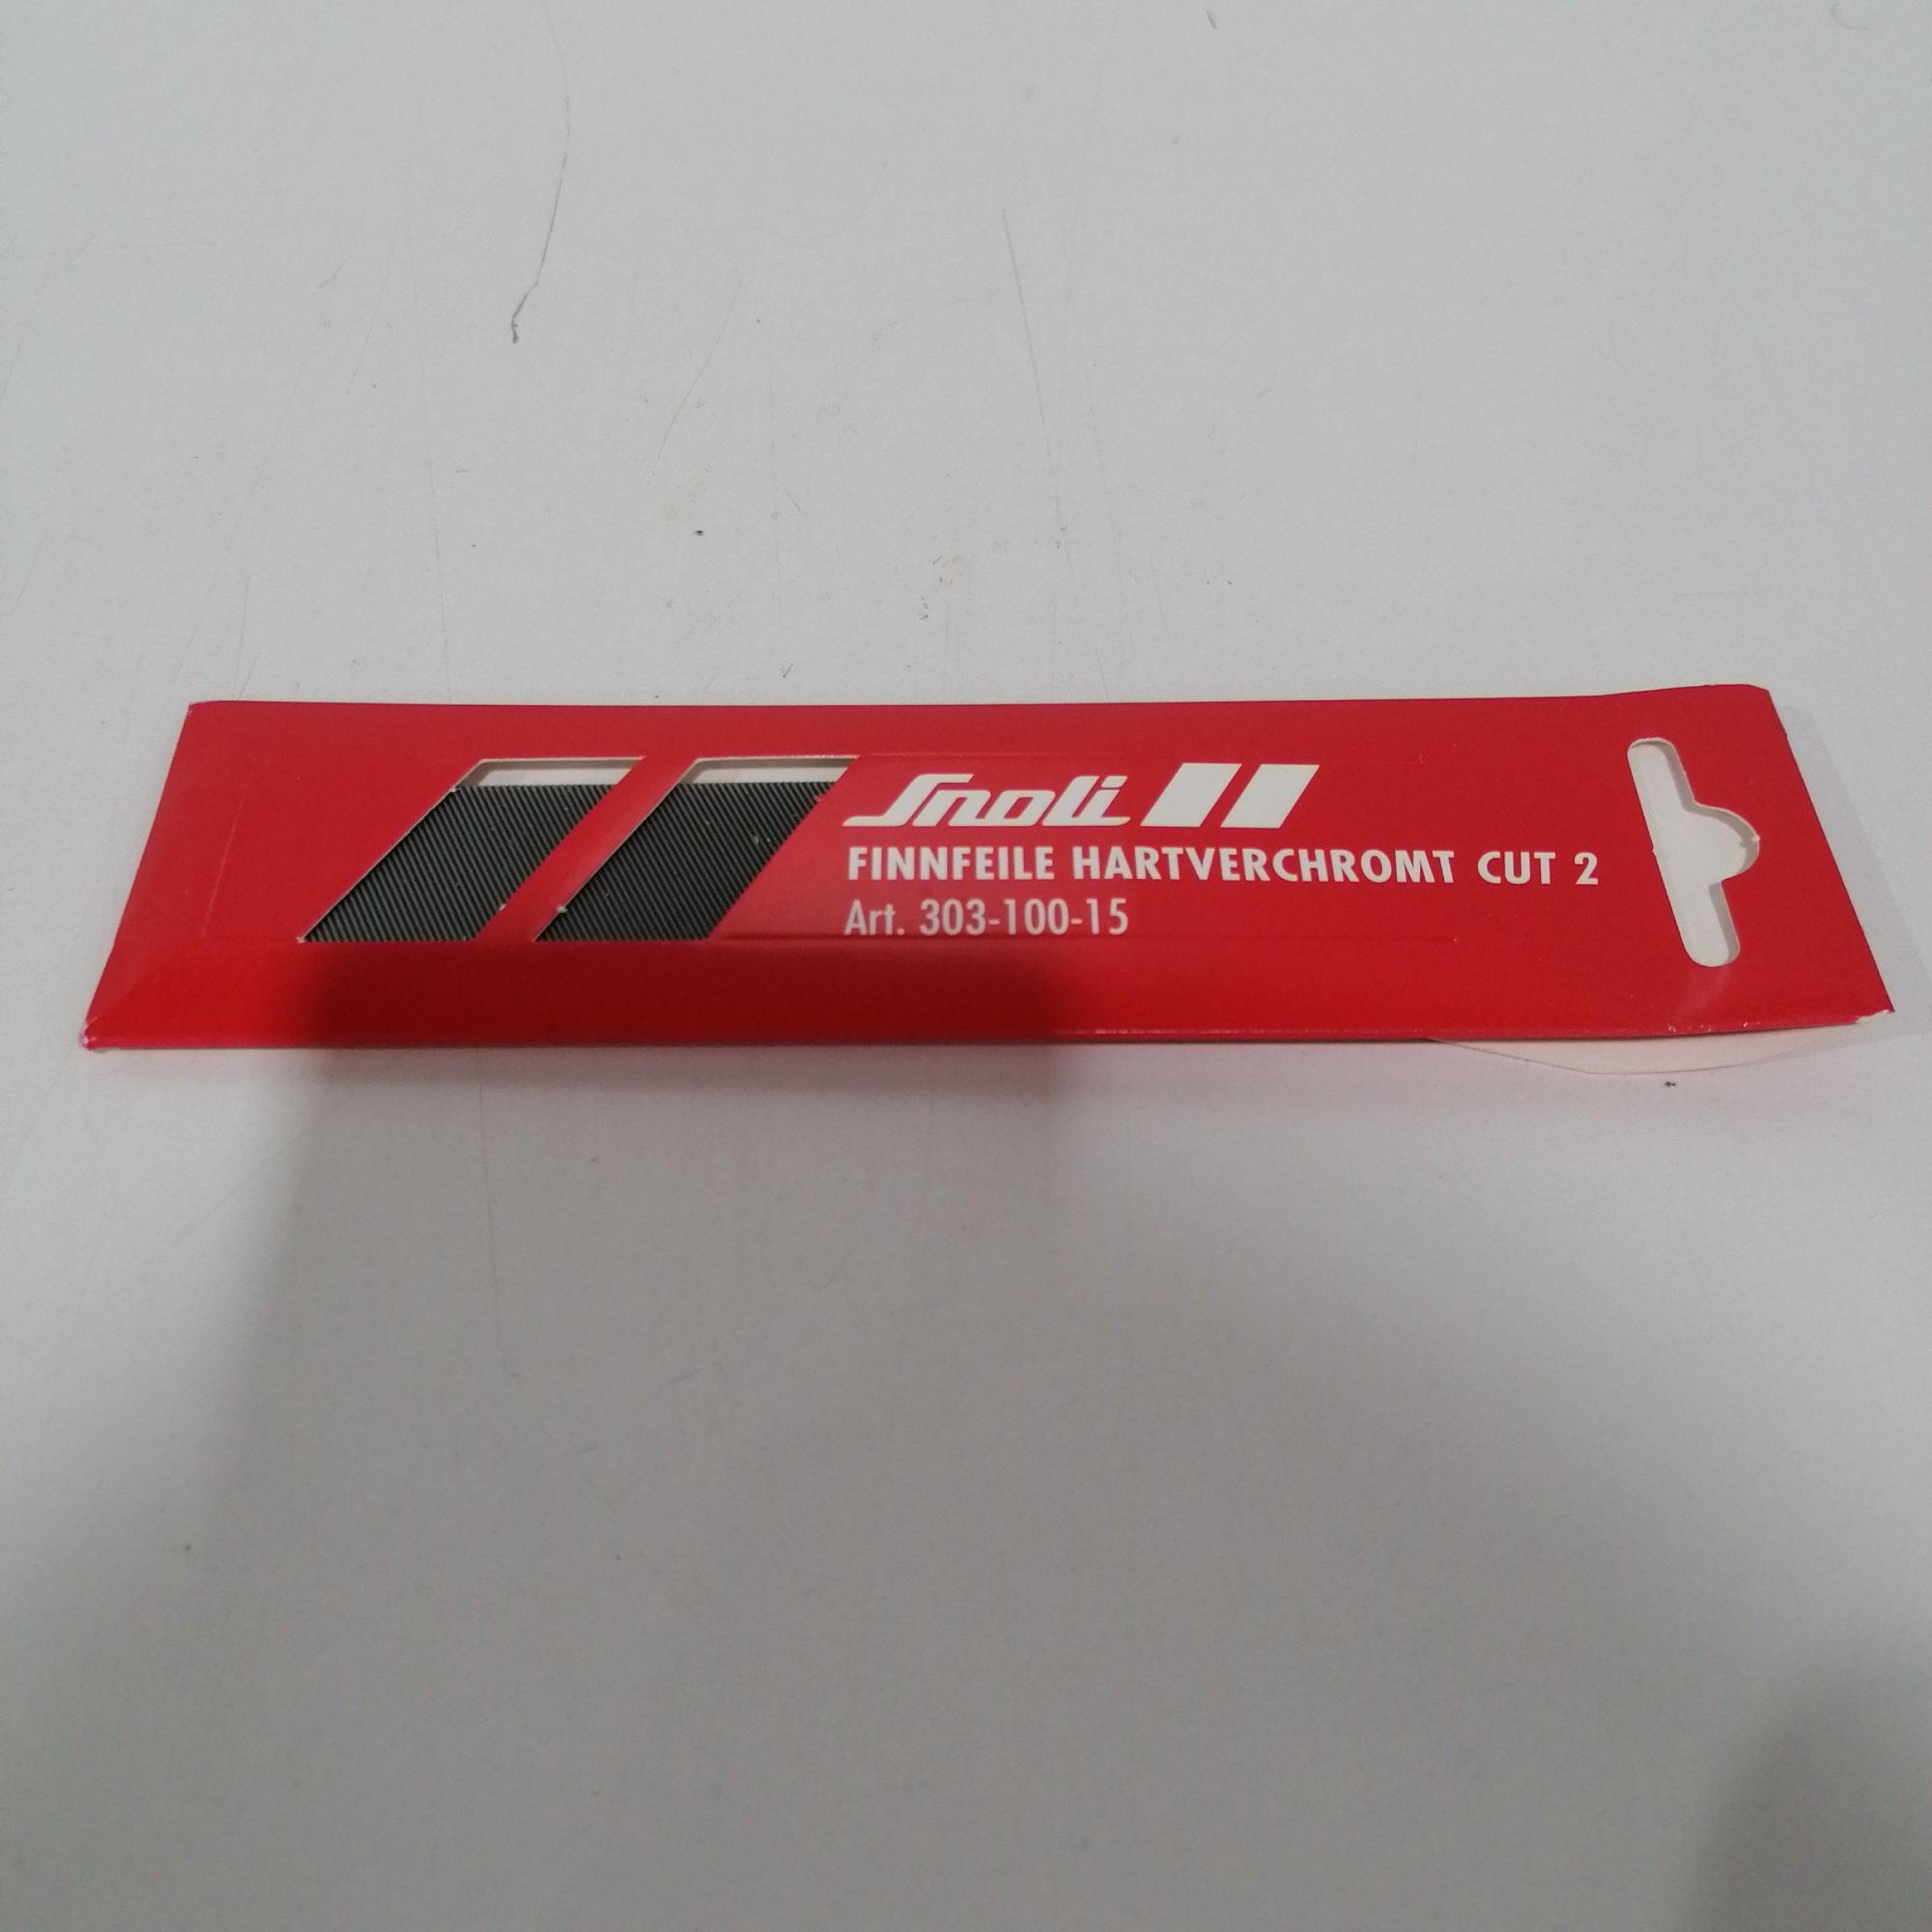 Snoli
FINNFEILE HARTVERCHROMT CUT 2
Art. 303-100-15